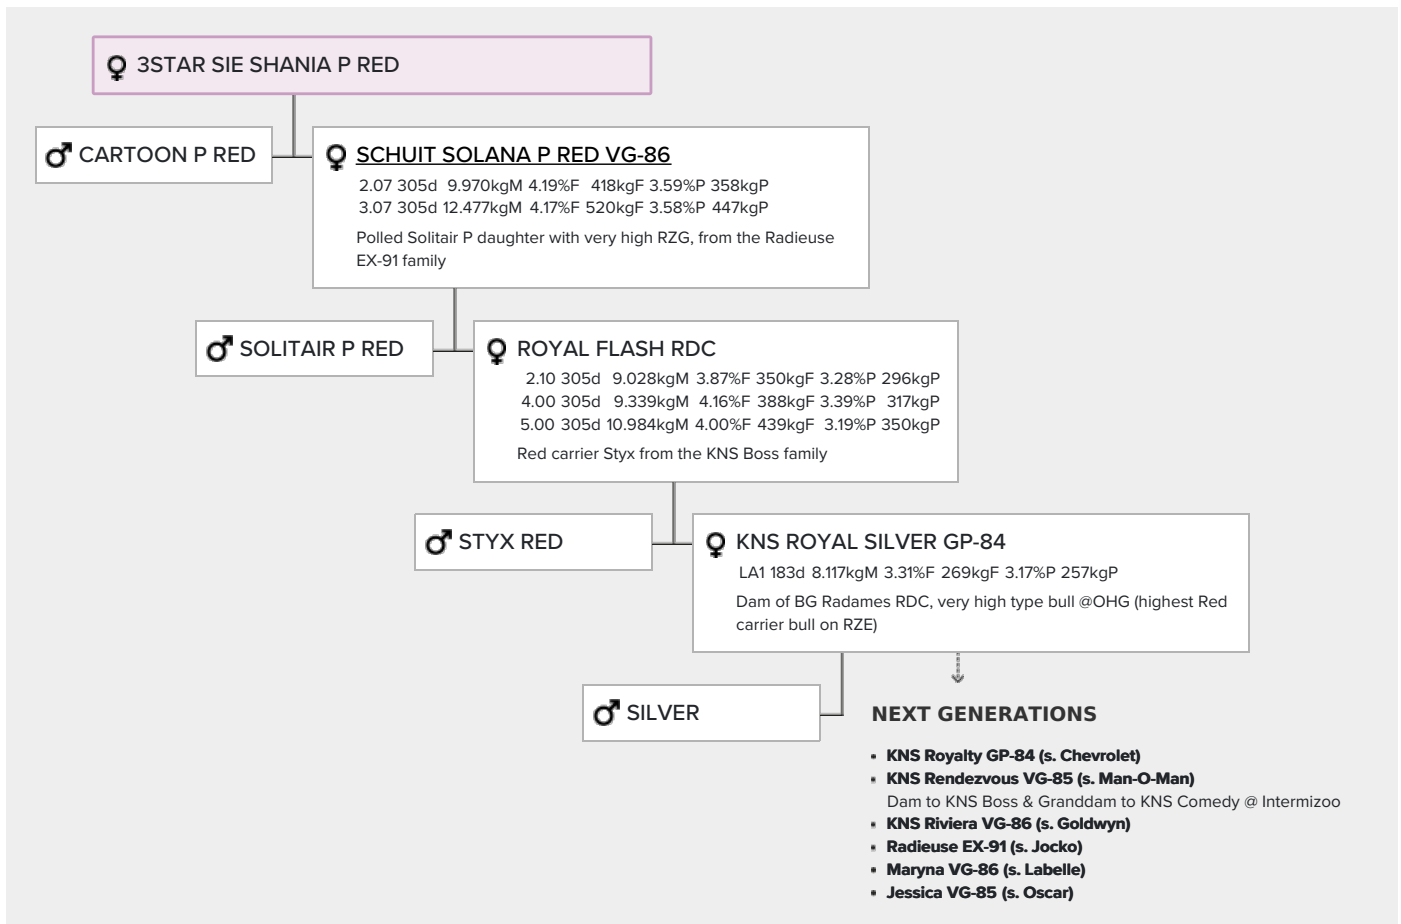 3STAR SIE SHANIA P RED
CARTOON P RED
SCHUIT SOLANA P RED VG-86
2.07 305d 9.970kgM 4.19%F 418kgF 3.59%P 358kgP
3.07 305d 12.477kgM 4.17%F 520kgF 3.58%P 447kgP
Polled Solitair P daughter with very high RZG, from the Radieuse
EX-91 family
SOLITAIR P RED
ROYAL FLASH RDC
2.10 305d 9.028kgM 3.87%F 350kgF 3.28%P 296kgP
4.00 305d 9.339kgM 4.16%F 388kgF 3.39%P 317kgP
5.00 305d 10.984kgM 4.00%F 439kgF 3.19%P 350kgP
Red carrier Styx from the KNS Boss family
STYX RED
KNS ROYAL SILVER GP-84
LA1 183d 8.117kgM 3.31%F 269kgF 3.17%P 257kgP
Dam of BG Radames RDC, very high type bull @OHG (highest Red
carrier bull on RZE)
SILVER
NEXT GENERATIONS
• KNS Royalty GP-84 (s. Chevrolet)
• KNS Rendezvous VG-85 (s. Man-O-Man)
Dam to KNS Boss & Granddam to KNS Comedy @ Intermizoo
• KNS Riviera VG-86 (s. Goldwyn)
• Radieuse EX-91 (s. Jocko)
• Maryna VG-86 (s. Labelle)
• Jessica VG-85 (s. Oscar)